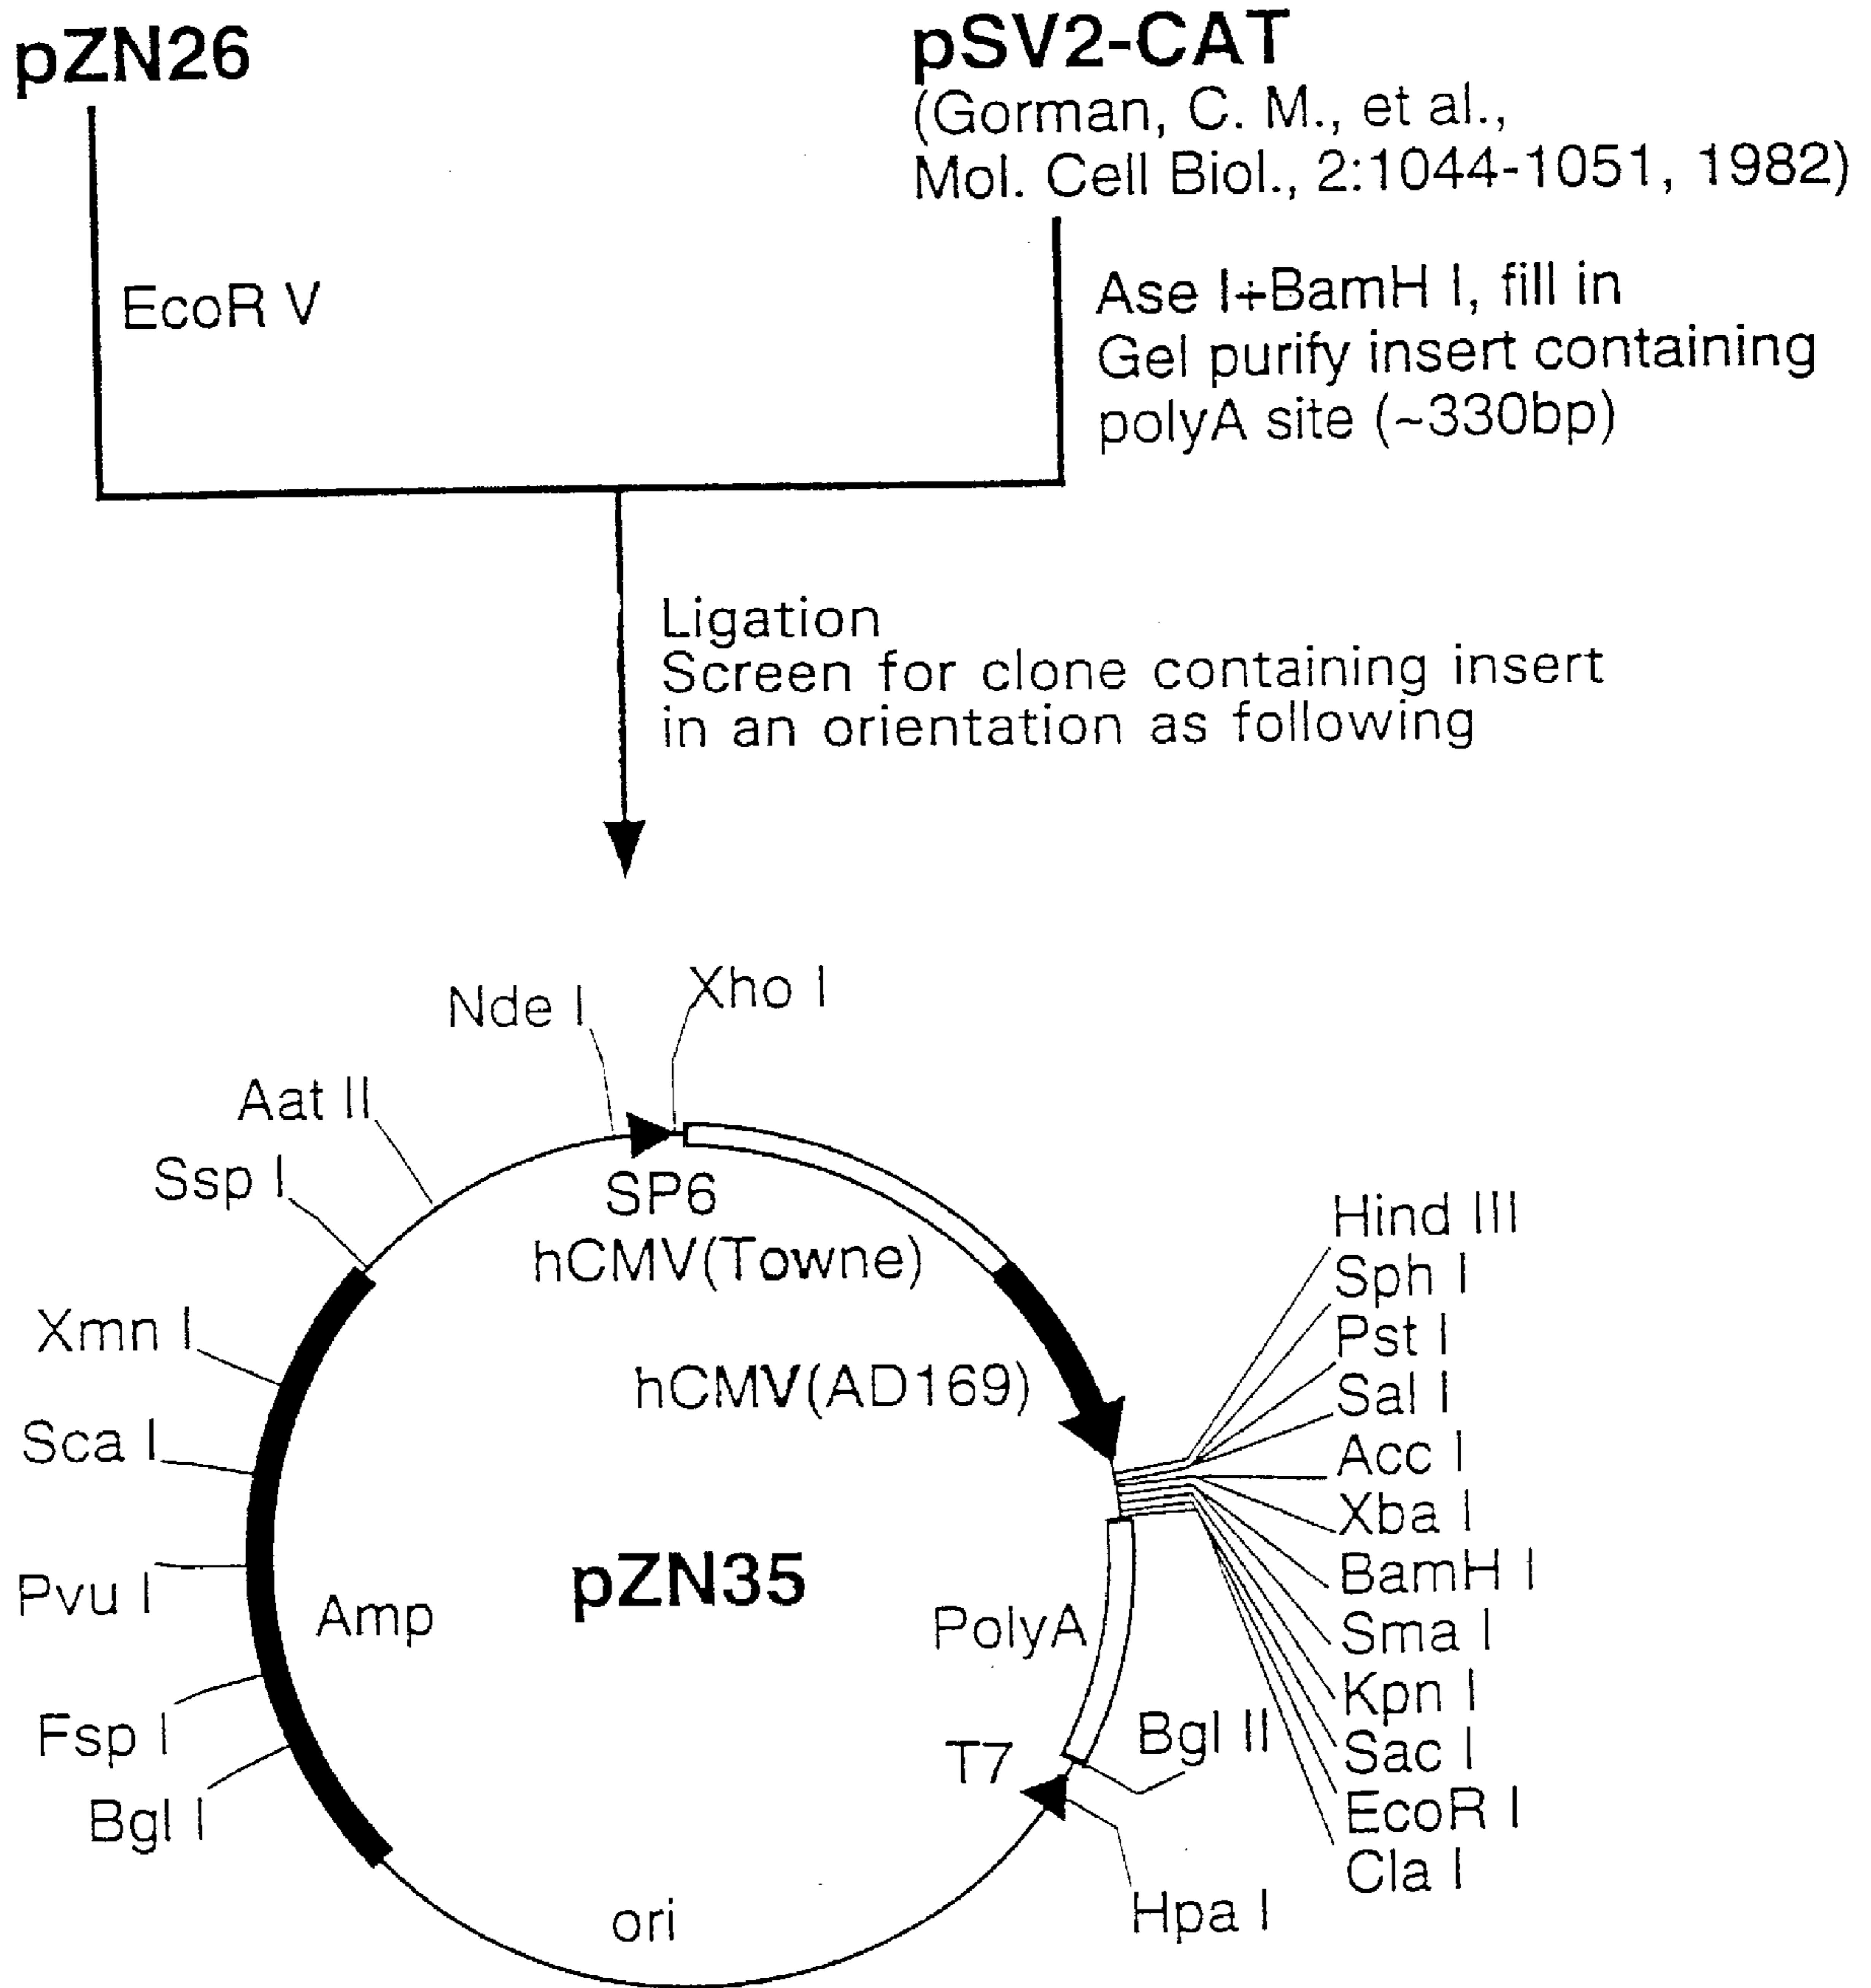 pZN26
pSV2-CAT
(Gorman, C. M., et al.,
Mol. Cell Biol., 2:1044-1051, 1982)
EcoR V
Ase I+BamH I, fill in
Gel purify insert containing
polyA site (~330bp)
Ligation
Screen for clone containing insert
in an orientation as following
Nde I
Xho I
Aat II
Ssp I
Xmn I
Sca I
Pvu I
Fsp I
Bgl I
SP6
hCMV(Towne)
hCMV(AD169)
pZN35
Amp
PolyA
T7
ori
Hind III
Sph I
Pst I
Sal I
Acc I
Xba I
BamH I
Sma I
Kpn I
Sac I
EcoR I
Cla I
Bgl II
Hpa I